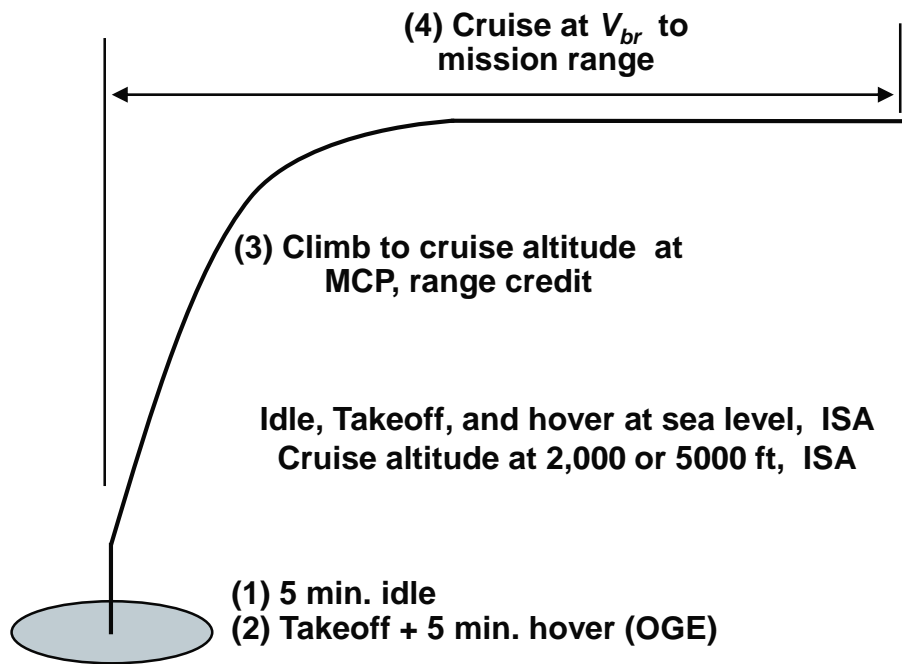 (4) Cruise at Vbr to
mission range
(3) Climb to cruise altitude at
MCP, range credit
Idle, Takeoff, and hover at sea level, ISA
Cruise altitude at 2,000 or 5000 ft, ISA
(1) 5 min. idle
(2) Takeoff + 5 min. hover (OGE)